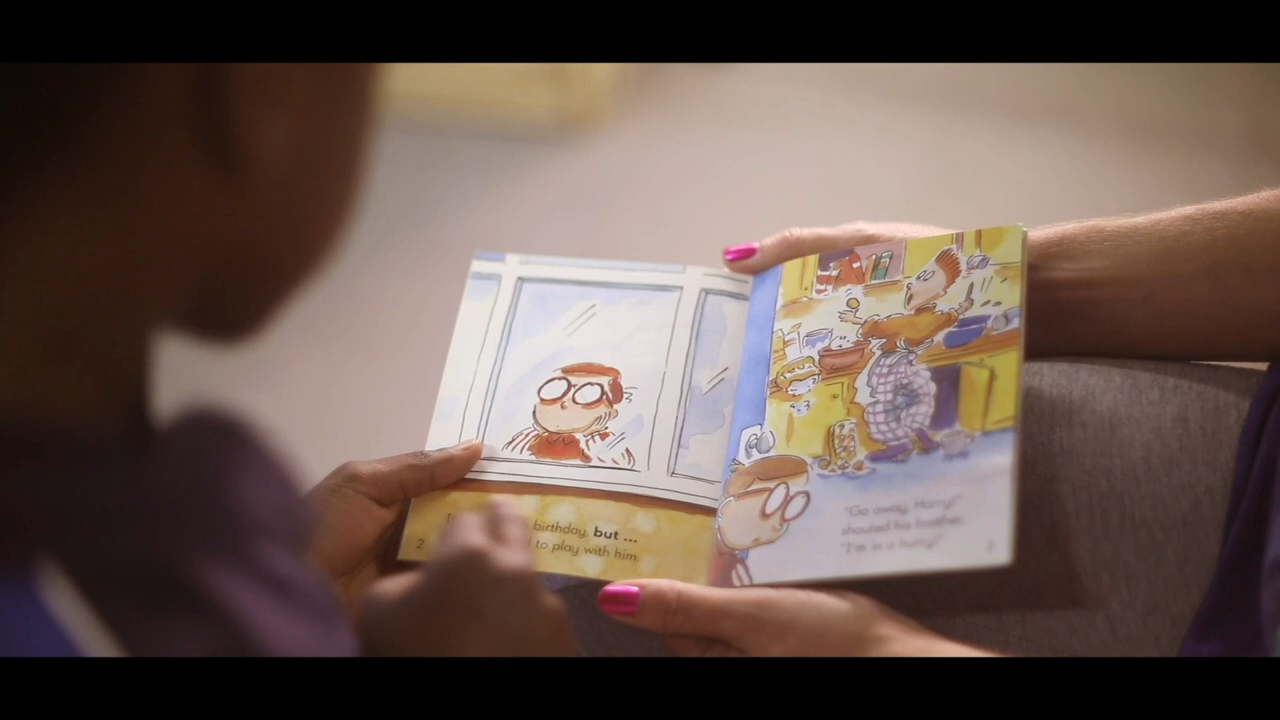 birthday, but ...
to play with him.
2
"Go away, Harry!"
shouted his brother.
"I'm in a hurry!"
3